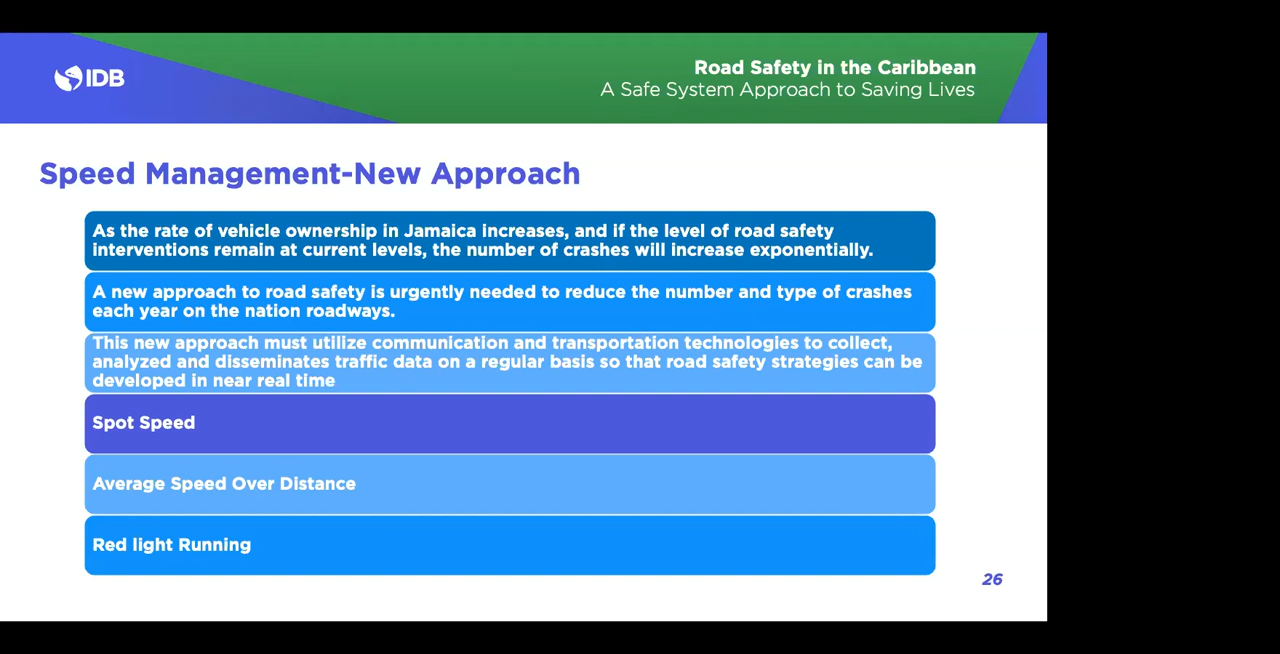 IDB
Road Safety in the Caribbean
A Safe System Approach to Saving Lives
Speed Management-New Approach
As the rate of vehicle ownership in Jamaica increases, and if the level of road safety
interventions remain at current levels, the number of crashes will increase exponentially.
A new approach to road safety is urgently needed to reduce the number and type of crashes
each year on the nation roadways.
This new approach must utilize communication and transportation technologies to collect,
analyzed and disseminates traffic data on a regular basis so that road safety strategies can be
developed in near real time
Spot Speed
Average Speed Over Distance
Red light Running
26